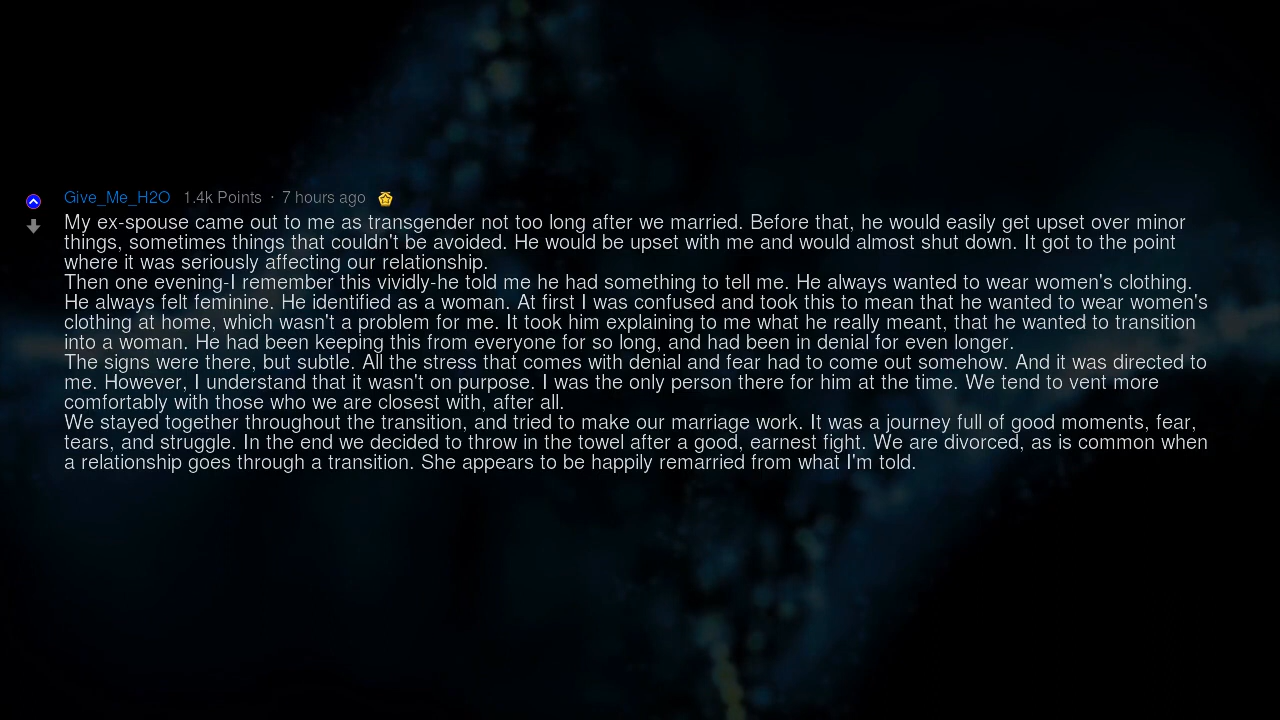 Give_Me_H2O 1.4k Points · 7 hours ago
My ex-spouse came out to me as transgender not too long after we married. Before that, he would easily get upset over minor
things, sometimes things that couldn't be avoided. He would be upset with me and would almost shut down. It got to the point
where it was seriously affecting our relationship.
Then one evening-I remember this vividly-he told me he had something to tell me. He always wanted to wear women's clothing.
He always felt feminine. He identified as a woman. At first I was confused and took this to mean that he wanted to wear women's
clothing at home, which wasn't a problem for me. It took him explaining to me what he really meant, that he wanted to transition
into a woman. He had been keeping this from everyone for so long, and had been in denial for even longer.
The signs were there, but subtle. All the stress that comes with denial and fear had to come out somehow. And it was directed to
me. However, I understand that it wasn't on purpose. I was the only person there for him at the time. We tend to vent more
comfortably with those who we are closest with, after all.
We stayed together throughout the transition, and tried to make our marriage work. It was a journey full of good moments, fear,
tears, and struggle. In the end we decided to throw in the towel after a good, earnest fight. We are divorced, as is common when
a relationship goes through a transition. She appears to be happily remarried from what I'm told.